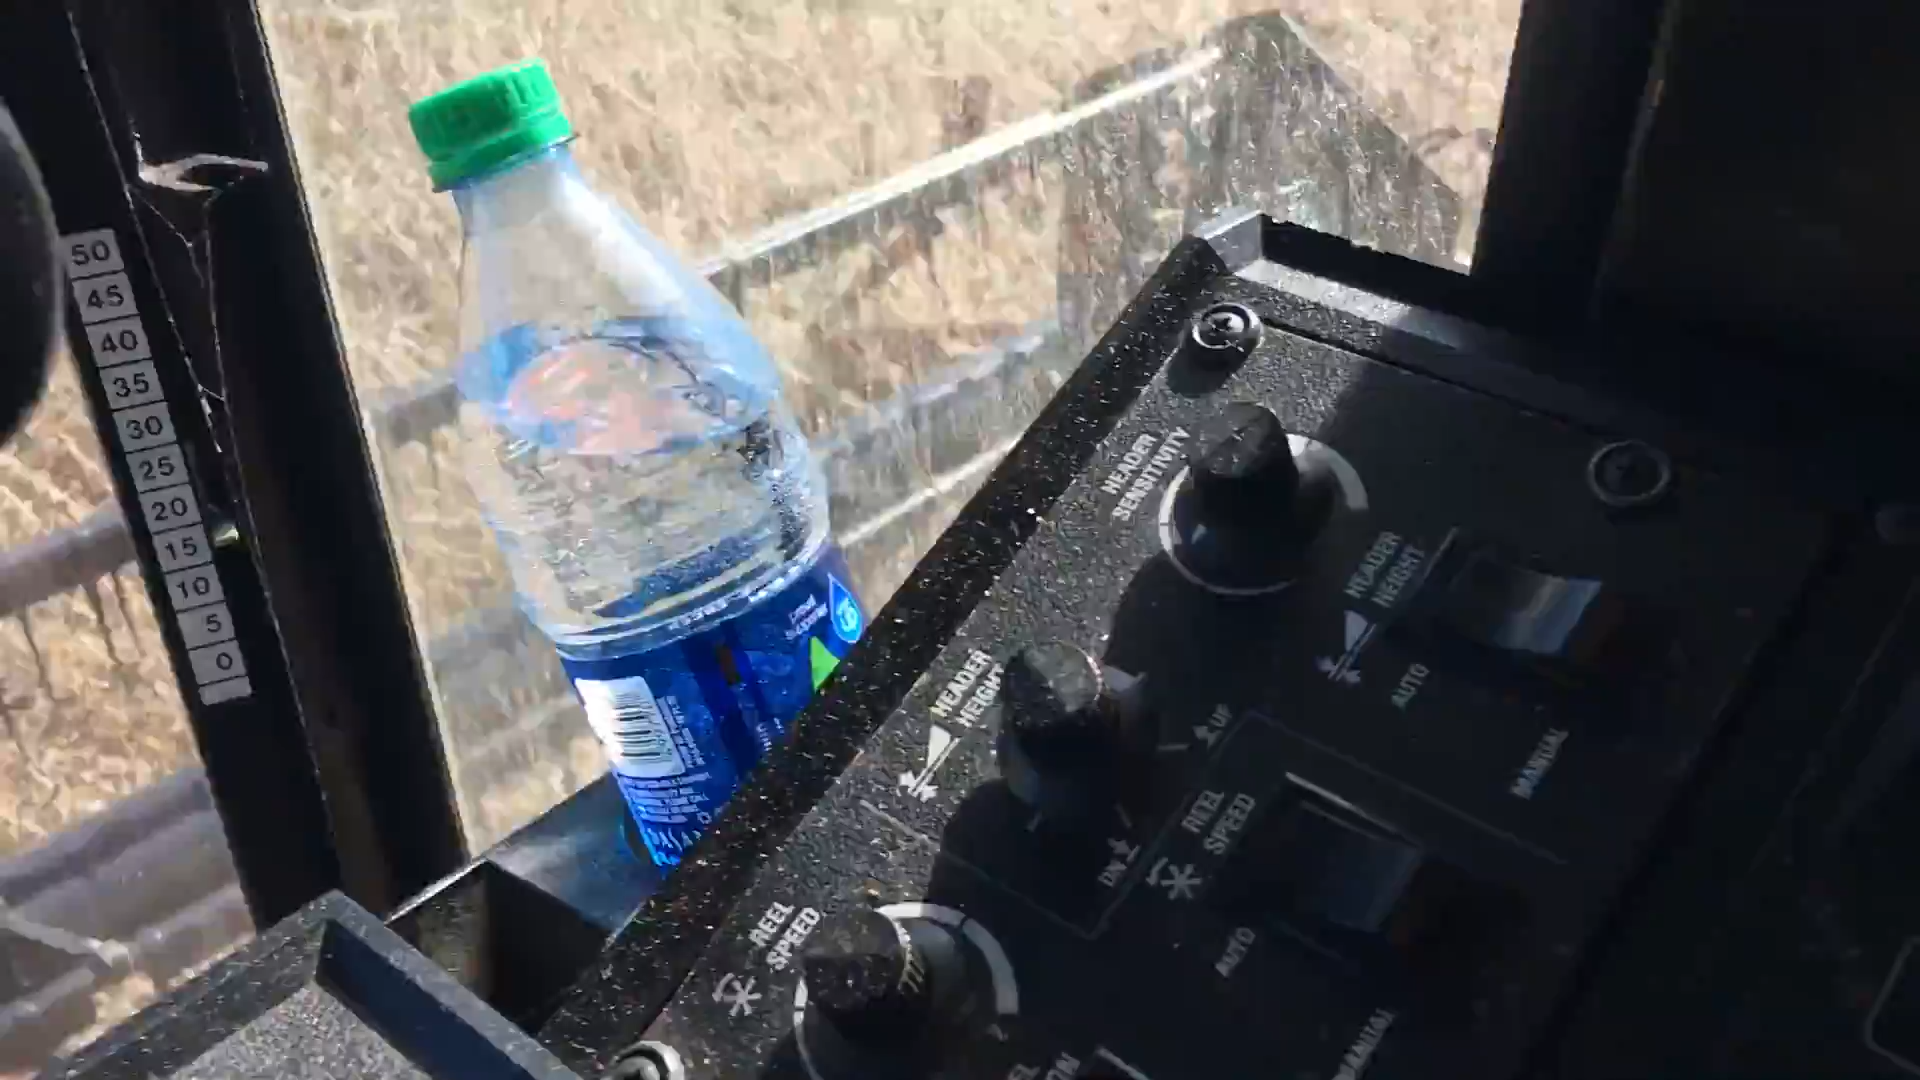 50
45
40
35
30
25
20
15
10
5
0
HEADER
SENSITIVITY
HEADER
HEIGHT
AUTO
MANUAL
HEADER
HEIGHT
UP
DN
REEL
SPEED
AUTO
MANUAL
REEL
SPEED